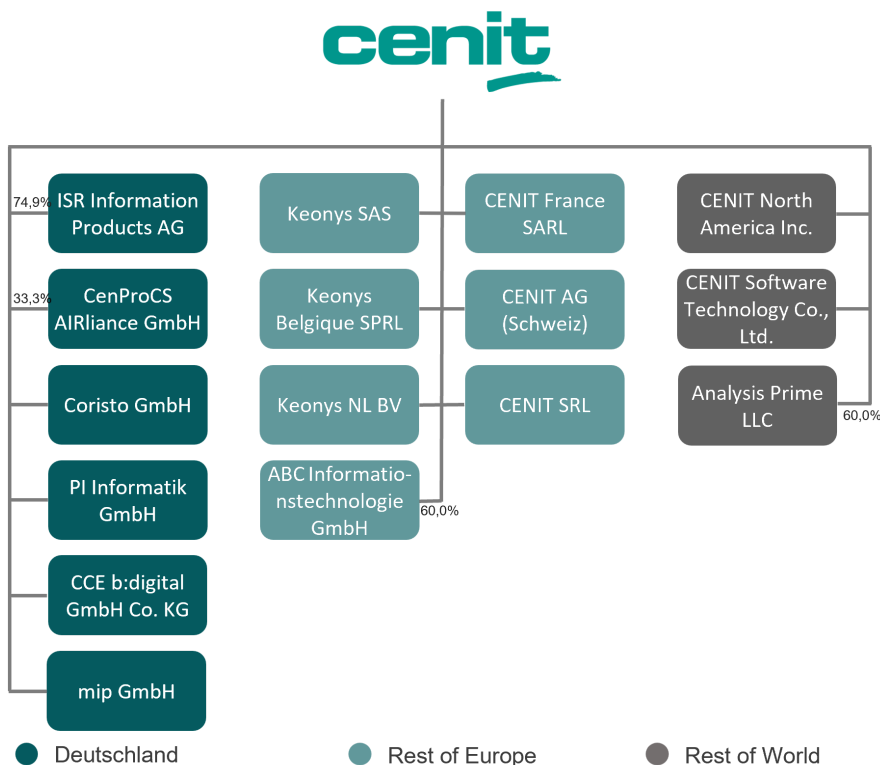 cenit
74,9%
ISR Information
Products AG
33,3%
CenProCS
AIRliance GmbH
Coristo GmbH
PI Informatik
GmbH
CCE b:digital
GmbH Co. KG
mip GmbH
Keonys SAS
Keonys
Belgique SPRL
Keonys NL BV
ABC Informatio-
nstechnologie
GmbH
60,0%
CENIT France
SARL
CENIT AG
(Schweiz)
CENIT SRL
CENIT North
America Inc.
CENIT Software
Technology Co.,
Ltd.
Analysis Prime
LLC
60,0%
Deutschland
Rest of Europe
Rest of World